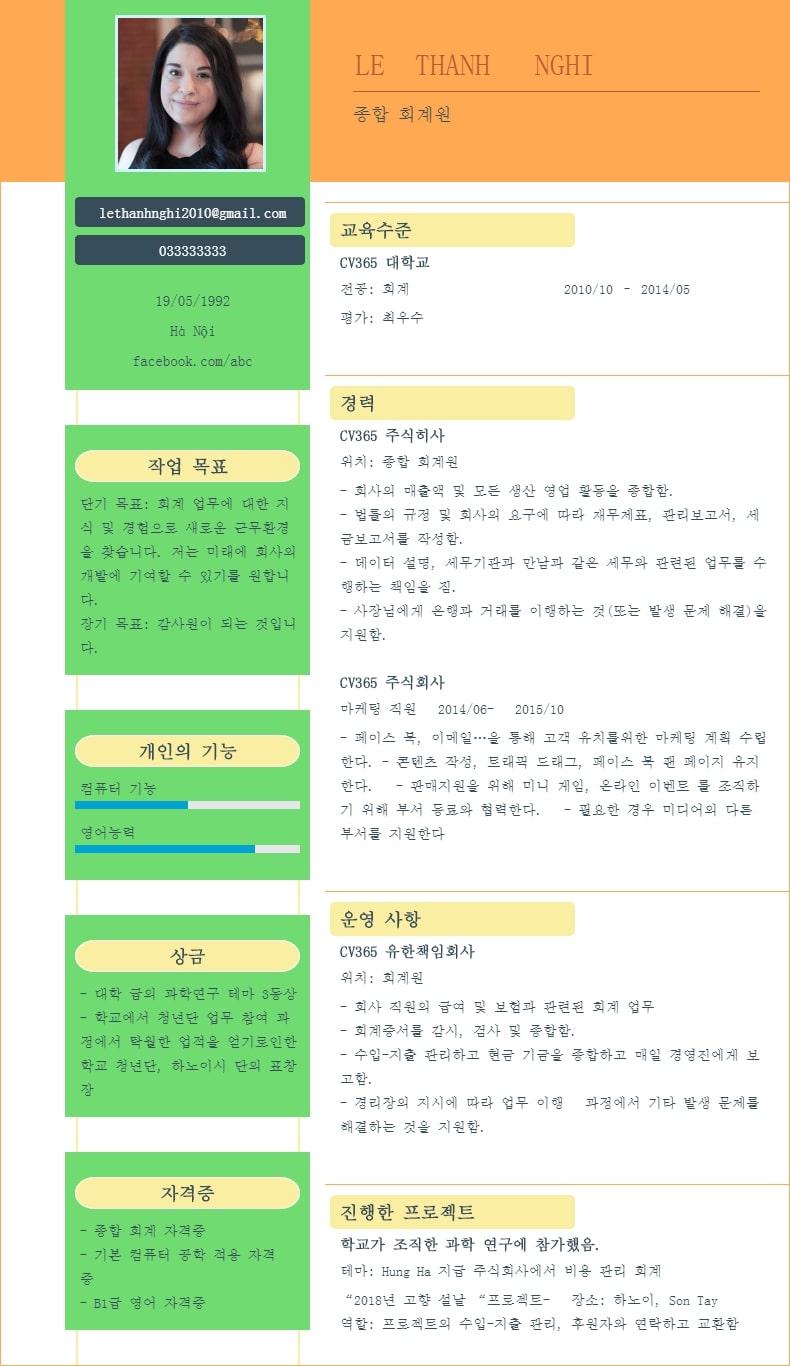 LE THANH NGHI
종합 회계원
lethanhnghi2010@gmail.com
033333333
19/05/1992
Hà Nội
facebook.com/abc
작업 목표
단기 목표: 회계 업무에 대한 지
식 및 경험으로 새로운 근무환경
을 찾습니다. 저는 미래에 회사의
개발에 기여할 수 있기를 원합니
다.
장기 목표: 감사원이 되는 것입니
다.
개인의 기능
컴퓨터 기능
영어능력
상금
- 대학 급의 과학연구 테마 3등상
- 학교에서 청년단 업무 참여 과
정에서 탁월한 업적을 얻기로인한
학교 청년단, 하노이시 단의 표창
장
자격증
- 종합 회계 자격증
- 기본 컴퓨터 공학 적용 자격
증
- B1급 영어 자격증
교육수준
CV365 대학교
전공: 회계 2010/10 - 2014/05
평가: 최우수
경력
CV365 주식히사
위치: 종합 회계원
- 회사의 매출액 및 모든 생산 영업 활동을 종합함.
- 법률의 규정 및 회사의 요구에 따라 재무제표, 관리보고서, 세
금보고서를 작성함.
- 데이터 설명, 세무기관과 만남과 같은 세무와 관련된 업무를 수
행하는 책임을 짐.
- 사장님에게 은행과 거래를 이행하는 것(또는 발생 문제 해결)을
지원함.
CV365 주식회사
마케팅 직원 2014/06- 2015/10
- 페이스 북, 이메일…을 통해 고객 유치를위한 마케팅 계획 수립
한다. - 콘텐츠 작성, 트래픽 드래그, 페이스 북 팬 페이지 유지
한다. - 판매지원을 위해 미니 게임, 온라인 이벤트 를 조직하
기 위해 부서 동료와 협력한다. - 필요한 경우 미디어의 다른
부서를 지원한다
운영 사항
CV365 유한책임회사
위치: 회계원
- 회사 직원의 급여 및 보험과 관련된 회계 업무
- 회계증서를 감시, 검사 및 종합함.
- 수입-지출 관리하고 현금 기금을 종합하고 매일 경영진에게 보
고함.
- 경리장의 지시에 따라 업무 이행 과정에서 기타 발생 문제를
해결하는 것을 지원함.
진행한 프로젝트
학교가 조직한 과학 연구에 참가했음.
테마: Hung Ha 지급 주식회사에서 비용 관리 회계
“2018년 고향 설날 “프로젝트- 장소: 하노이, Son Tay
역할: 프로젝트의 수입-지출 관리, 후원자와 연락하고 교환함